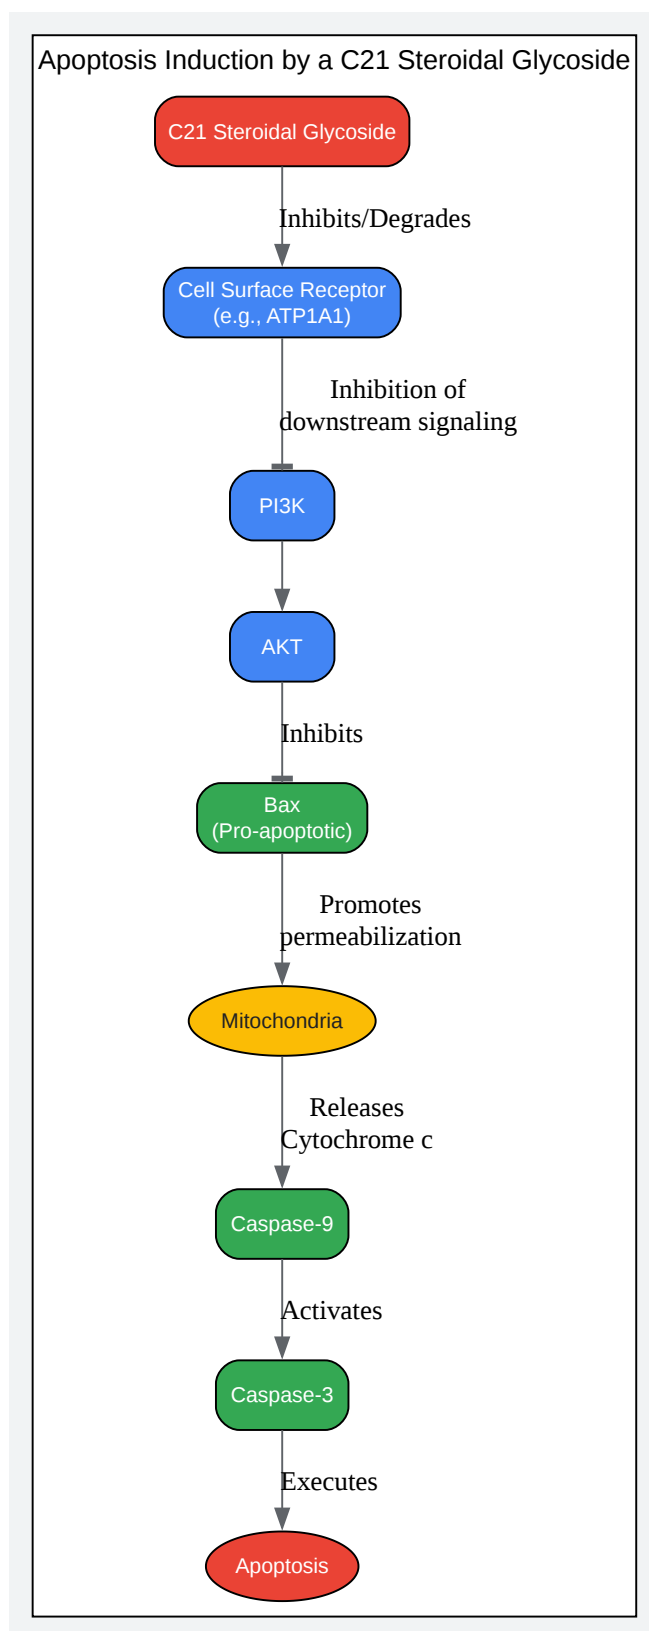 Apoptosis Induction by a C21 Steroidal Glycoside
C21 Steroidal Glycoside
Inhibits/Degrades
Cell Surface Receptor
(e.g., ATP1A1)
Inhibition of
downstream signaling
PI3K
AKT
Inhibits
Bax
(Pro-apoptotic)
Promotes
permeabilization
Mitochondria
Releases
Cytochrome c
Caspase-9
Activates
Caspase-3
Executes
Apoptosis